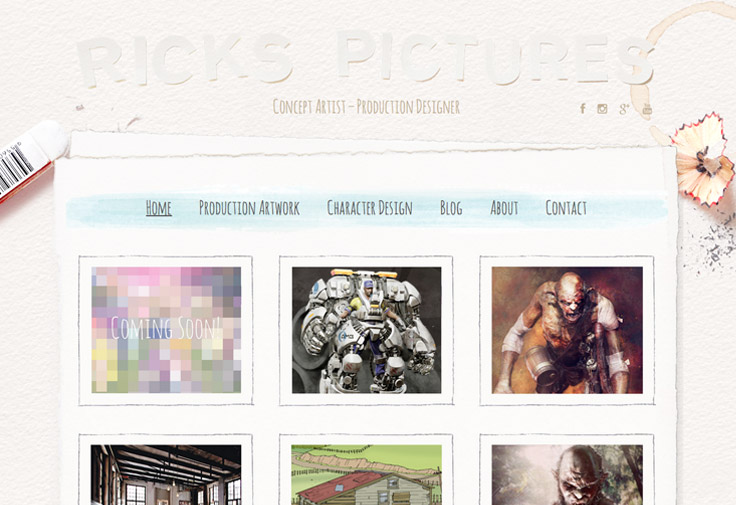 RICKS PICTURES
Concept Artist – Production Designer
Home Production Artwork Character Design Blog About Contact
Coming Soon!